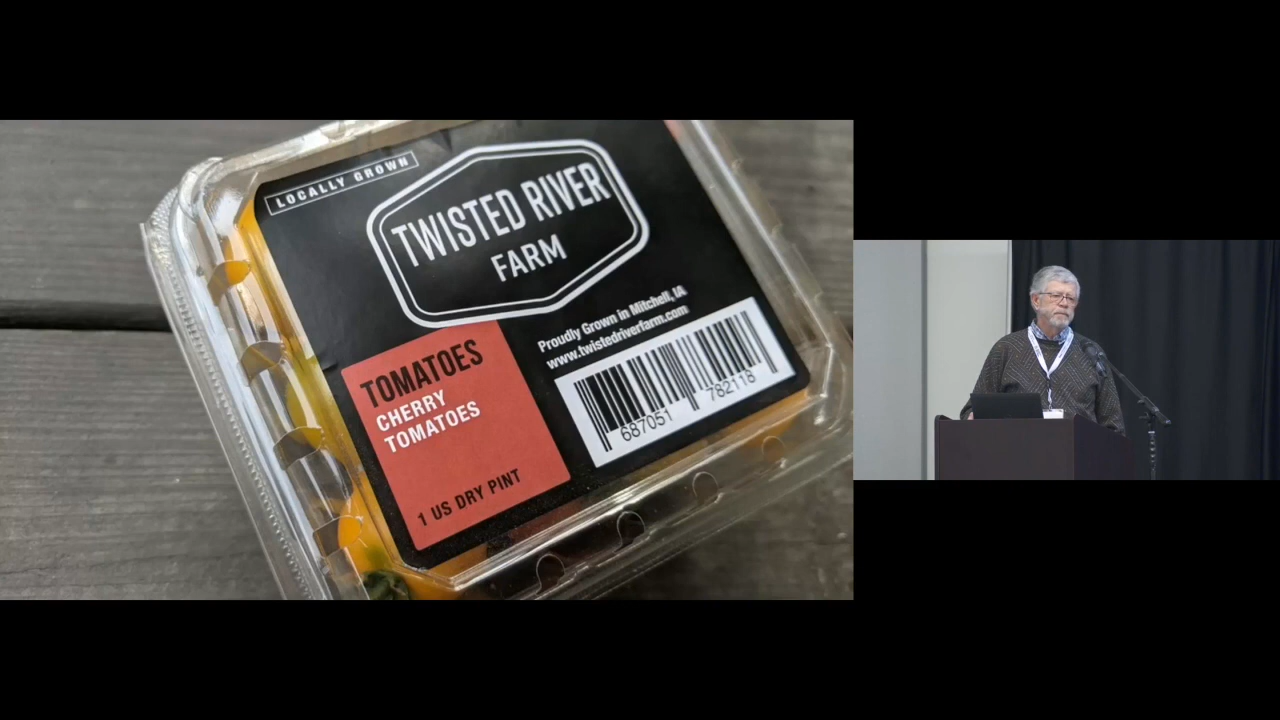 LOCALLY GROWN
TWISTED RIVER
FARM
Proudly Grown in Mitchell, IA
www.twistedriverfarm.com
TOMATOES
CHERRY
TOMATOES
1 US DRY PINT
687051 782118